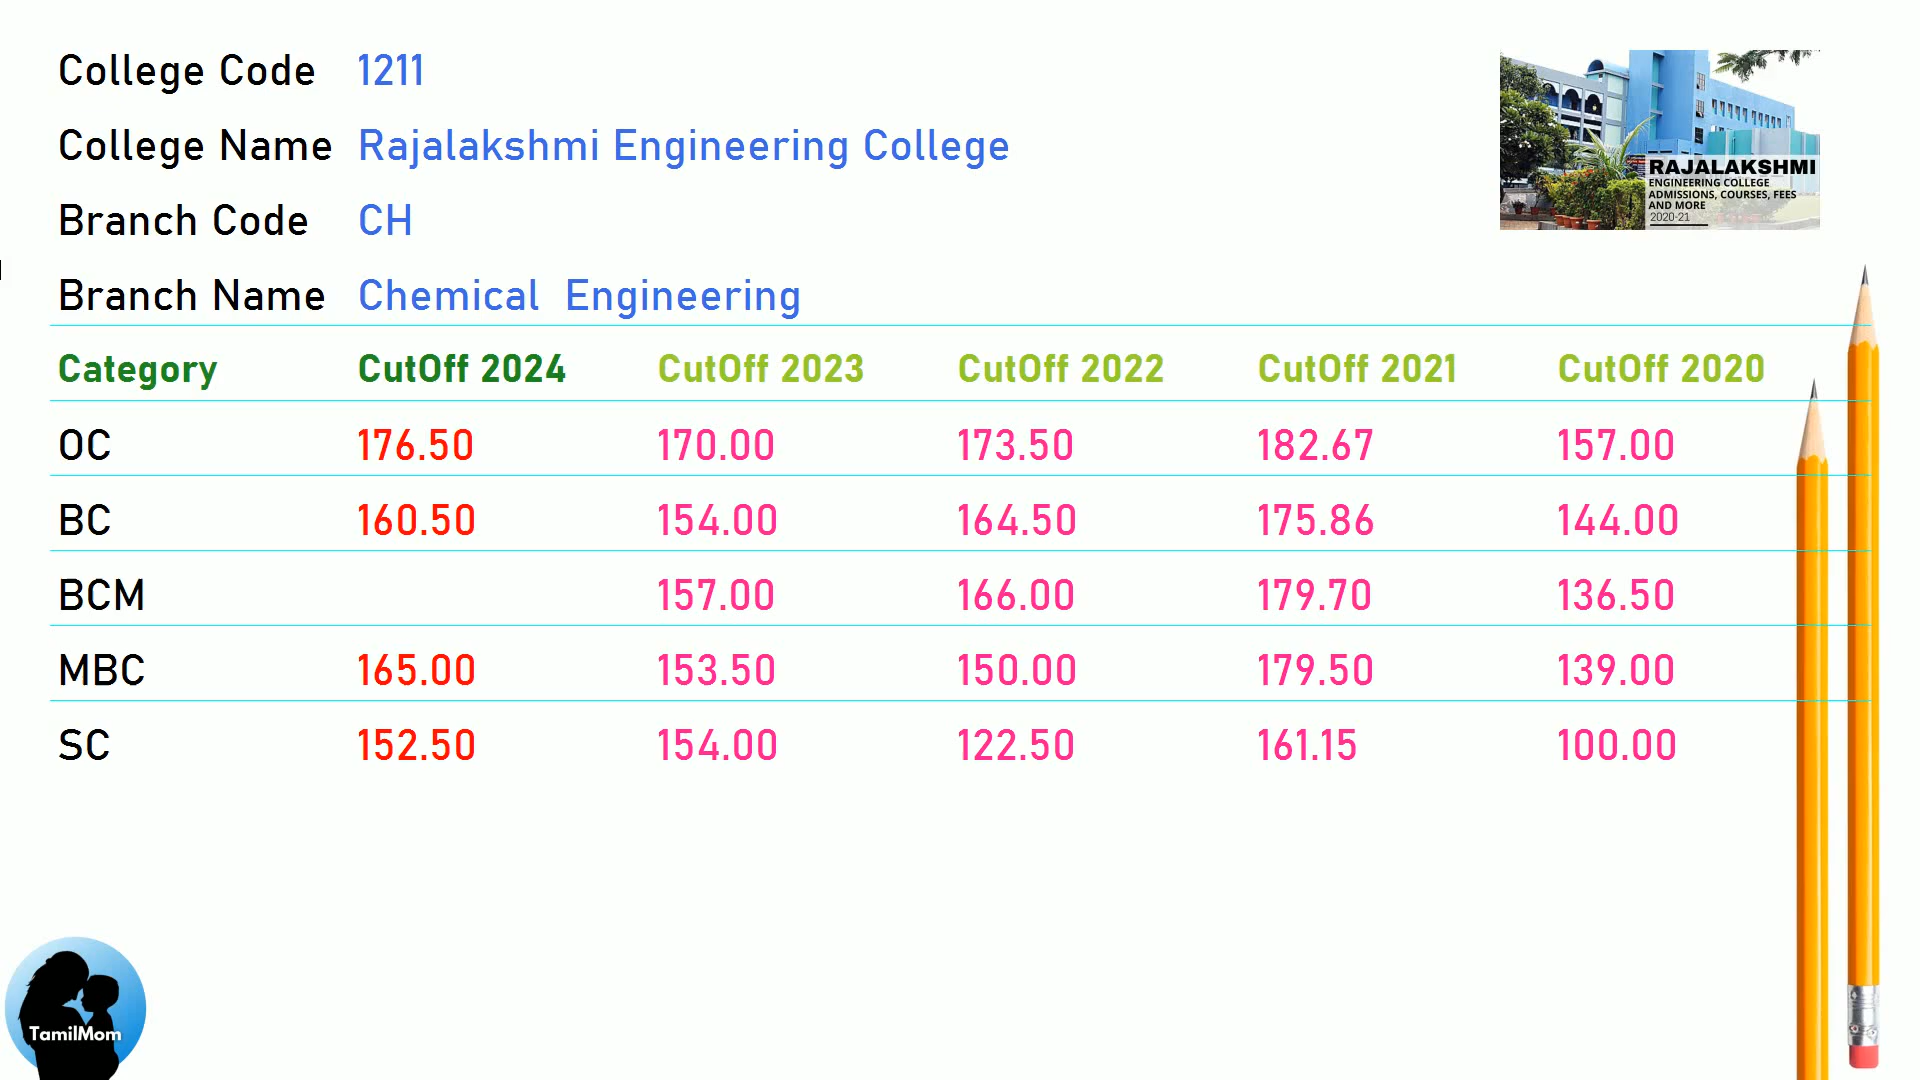 College Code 1211
College Name Rajalakshmi Engineering College
Branch Code CH
Branch Name Chemical Engineering
RAJALAKSHMI
ENGINEERING COLLEGE
ADMISSIONS, COURSES, FEES
AND MORE
2020-21
Category CutOff 2024 CutOff 2023 CutOff 2022 CutOff 2021 CutOff 2020
OC 176.50 170.00 173.50 182.67 157.00
BC 160.50 154.00 164.50 175.86 144.00
BCM 157.00 166.00 179.70 136.50
MBC 165.00 153.50 150.00 179.50 139.00
SC 152.50 154.00 122.50 161.15 100.00
TamilMom